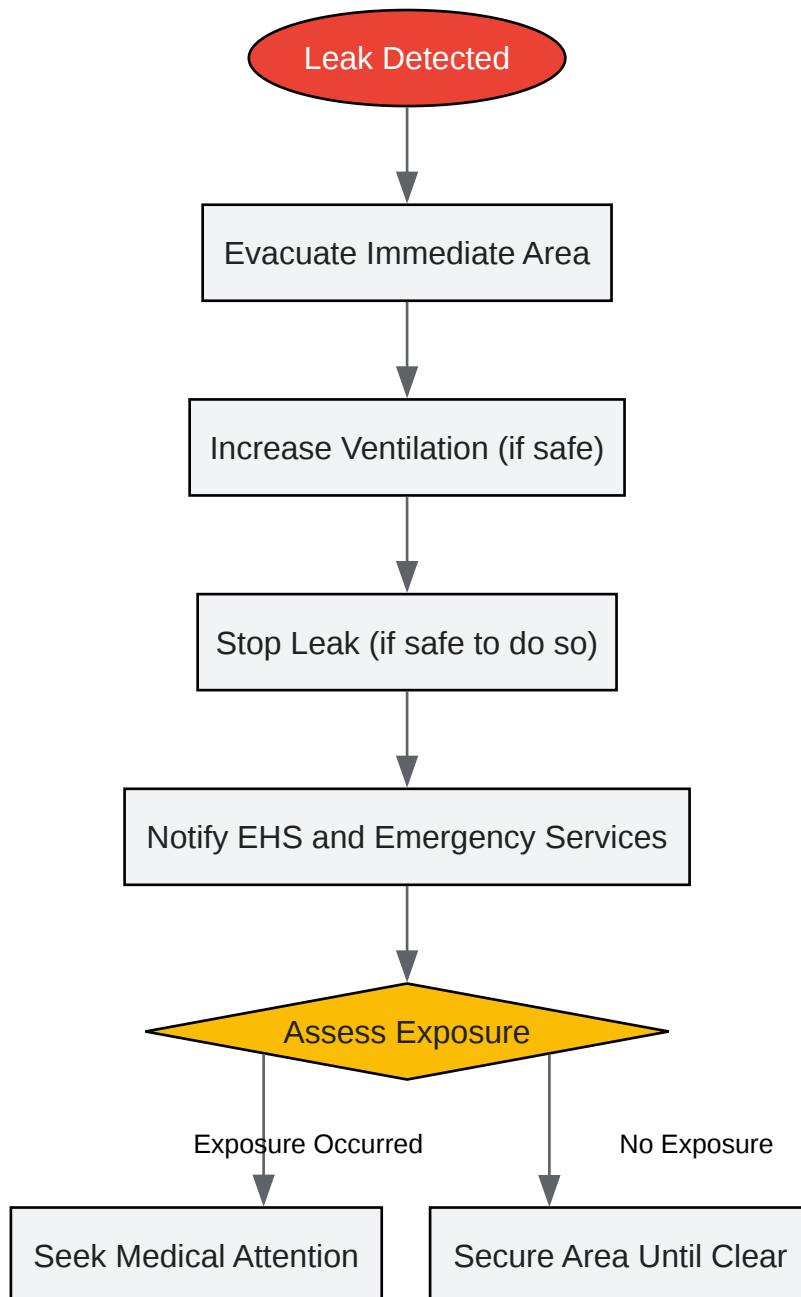 Leak Detected
Evacuate Immediate Area
Increase Ventilation (if safe)
Stop Leak (if safe to do so)
Notify EHS and Emergency Services
Assess Exposure
Exposure Occurred
No Exposure
Seek Medical Attention
Secure Area Until Clear